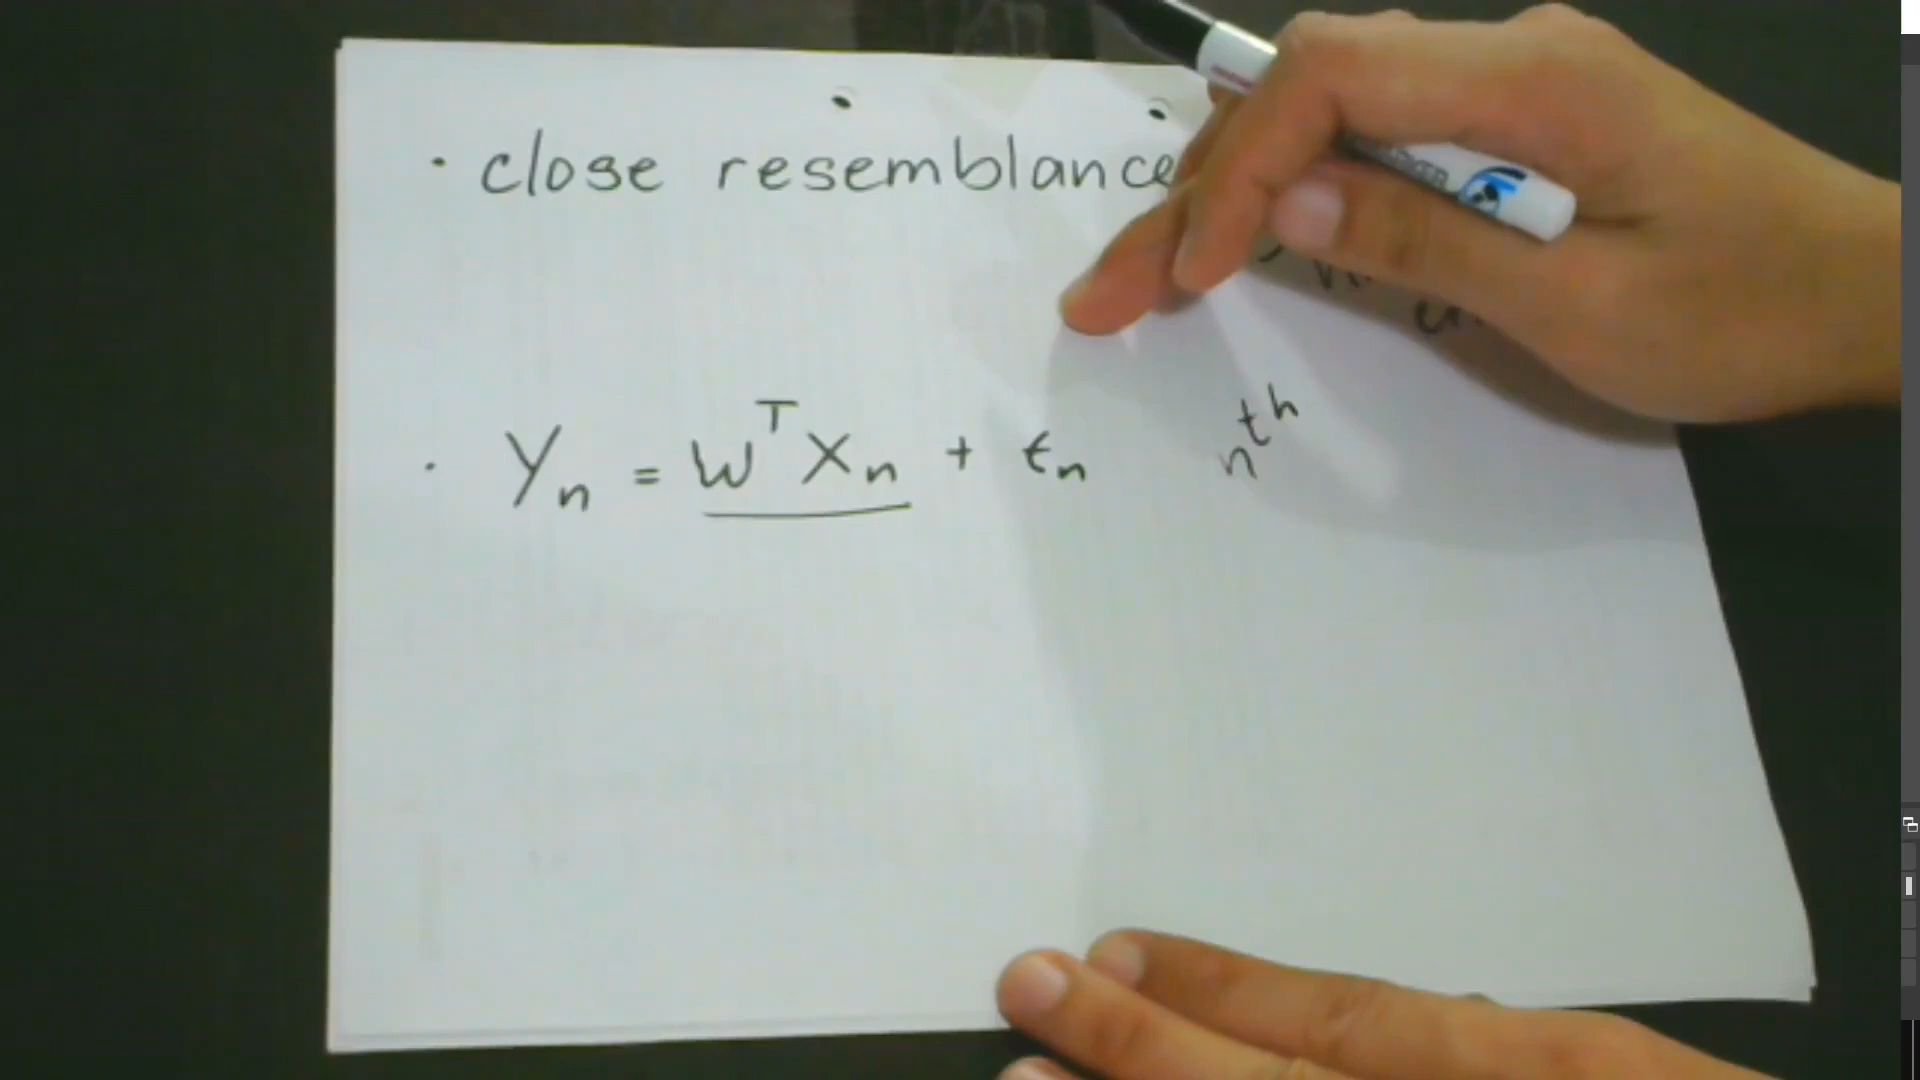 · close resemblance
· Yₙ = wᵀXₙ + ϵₙ nᵗʰ